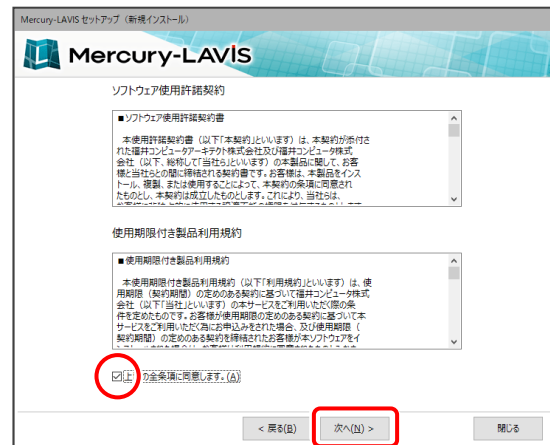 Mercury-LAVIS セットアップ（新規インストール）
Mercury-LAVIS
ソフトウェア使用許諾契約
■ソフトウェア使用許諾契約書
本使用許諾契約書（以下「本契約」といいます）は、本契約が添付さ
れた福井コンピュータアーキテクト株式会社及び福井コンピュータ株式
会社（以下、総称して「当社ら」といいます）の本製品に関して、お客
様と当社らとの間に締結される契約書です。お客様は、本製品をインス
トール、複製、または使用することによって、本契約の条項に同意され
たものとし、本契約は成立したものとします。これにより、当社らは、
使用期限付き製品利用規約
■使用期限付き製品利用規約
本使用期限付き製品利用規約（以下「利用規約」といいます）は、使
用期限（契約期間）の定めのある契約に基づいて福井コンピュータ株式
会社（以下「当社」といいます）の本サービスをご利用いただく際の条
件を定めたものです。お客様が使用期限の定めのある契約に基づいて本
サービスをご利用いただく為にお申込みをされた場合、及び使用期限（
契約期間）の定めのある契約を締結されたお客様が本ソフトウェアをイ
上 の全条項に同意します。(A)
< 戻る(B)
次へ(N) >
閉じる